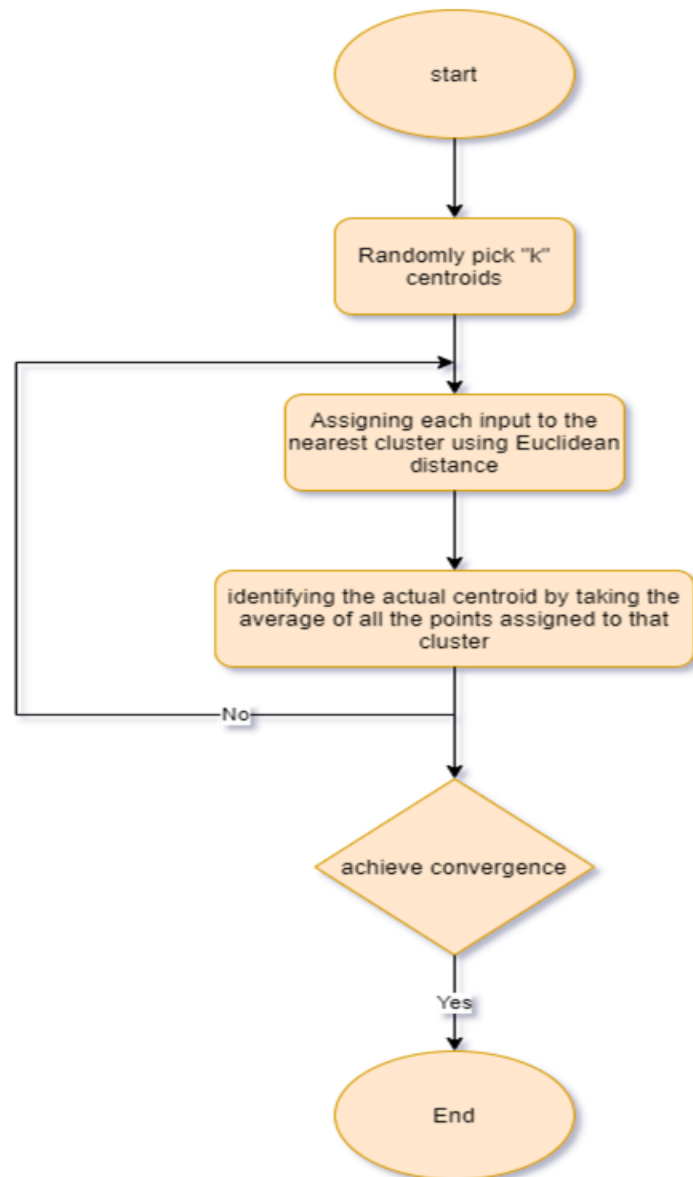 start
Randomly pick "k"
centroids
Assigning each input to the
nearest cluster using Euclidean
distance
identifying the actual centroid by taking the
average of all the points assigned to that
cluster
No
achieve convergence
Yes
End